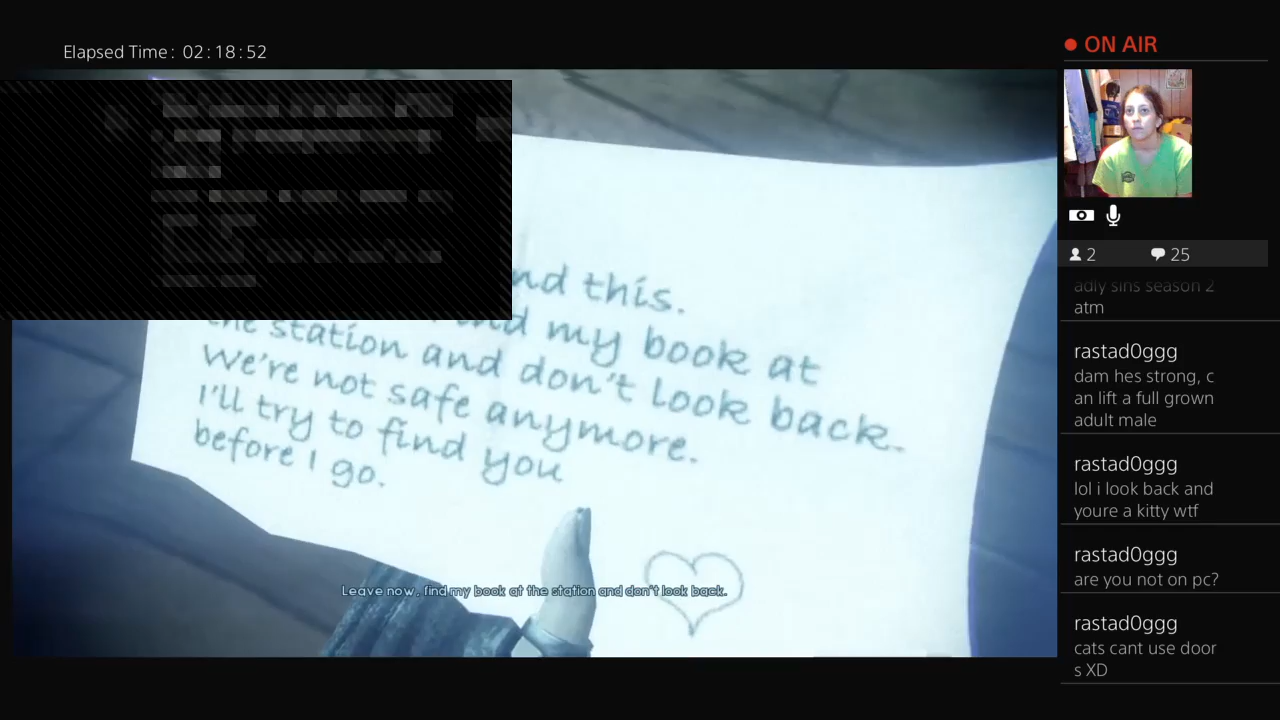 Elapsed Time: 02:18:52
ON AIR
nd this.
find my book at
the station and don't look back.
We're not safe anymore.
I'll try to find you
before I go.
Leave now, find my book at the station and don't look back.
2 25
adly sins season 2
atm
rastad0ggg
dam hes strong, c
an lift a full grown
adult male
rastad0ggg
lol i look back and
youre a kitty wtf
rastad0ggg
are you not on pc?
rastad0ggg
cats cant use door
s XD